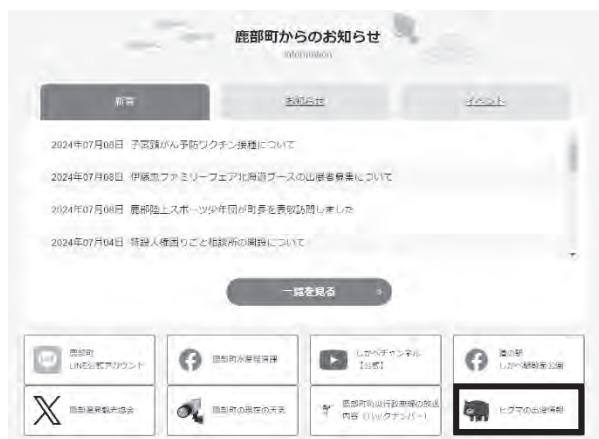 鹿部町からのお知らせ
Information
新着
お知らせ
イベント
2024年07月08日 子宮頸がん予防ワクチン接種について
2024年07月08日 伊藤忠ファミリーフェア北海道ブースの出展者募集について
2024年07月08日 鹿部陸上スポーツ少年団が町長を表敬訪問しました
2024年07月04日 特設人権困りごと相談所の開設について
一覧を見る
鹿部町
LINE公式アカウント
鹿部町水産経済課
しかべチャンネル
【公式】
道の駅
しかべ間歇泉公園
鹿部温泉観光協会
鹿部町の現在の天気
鹿部町防災行政無線の放送
内容（バックナンバー）
ヒグマの出没情報